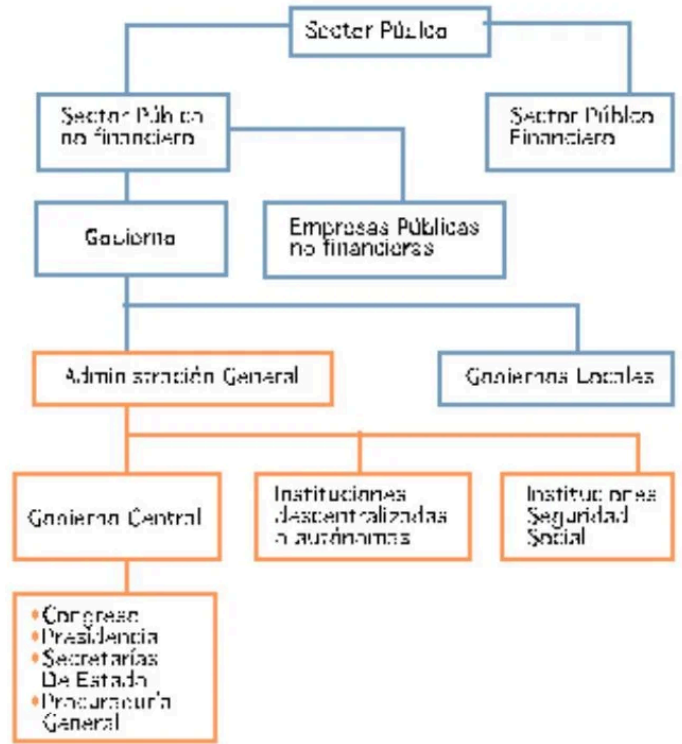 Sector Público
Sector Público
no financiero
Sector Público
Financiero
Gobierno
Empresas Públicas
no financieras
Administración General
Gobiernos Locales
Gobierno Central
Instituciones
descentralizadas
o autónomas
Instituciones
Seguridad
Social
•Congreso
•Presidencia
•Secretarías
De Estado
•Procuraduría
General